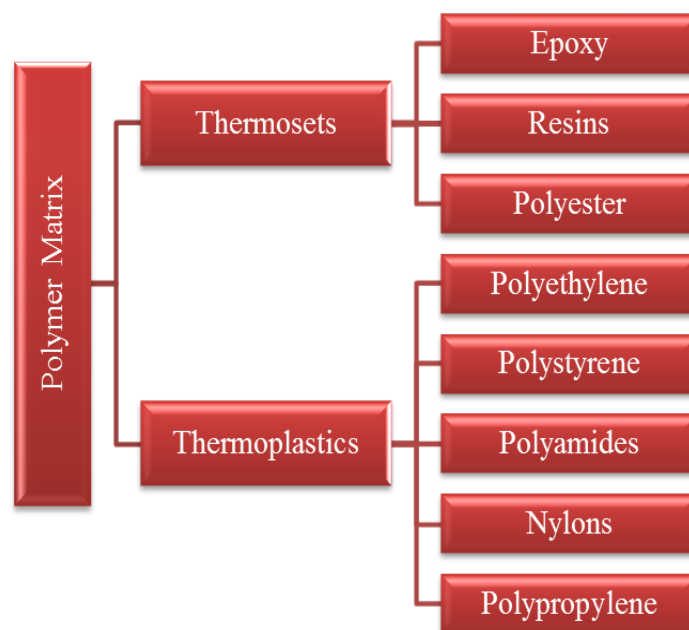 Polymer Matrix
Thermosets
Epoxy
Resins
Polyester
Thermoplastics
Polyethylene
Polystyrene
Polyamides
Nylons
Polypropylene